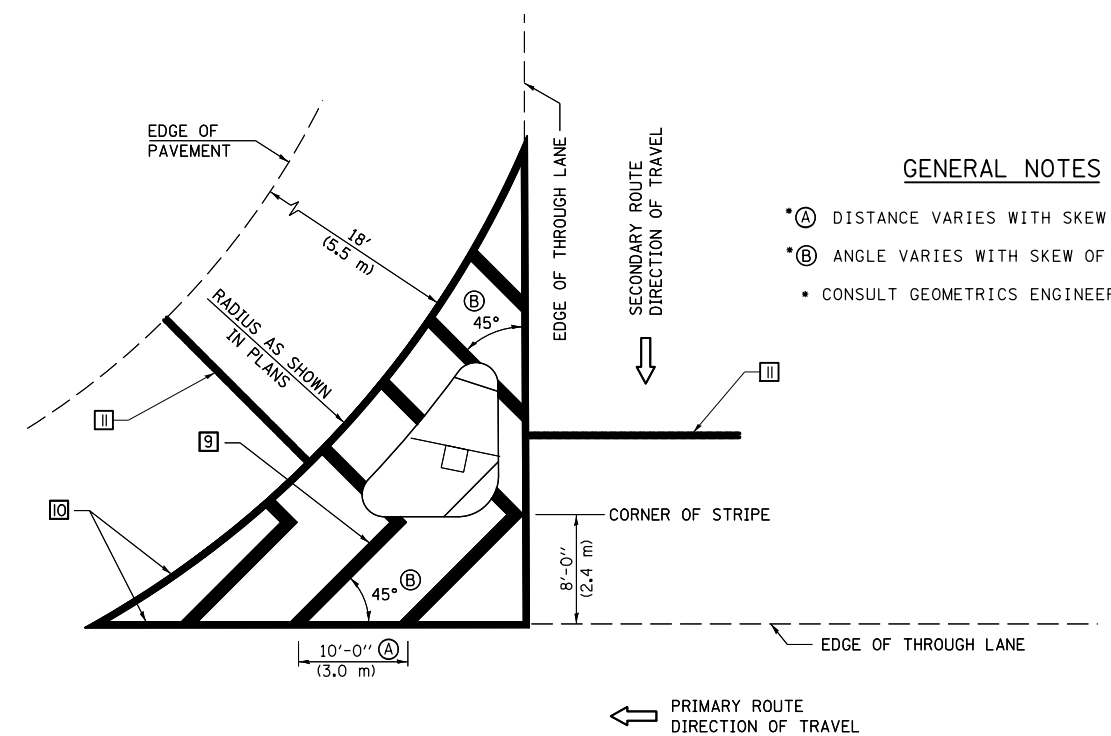 EDGE OF
PAVEMENT
18'
(5.5 m)
RADIUS AS SHOWN
IN PLANS
EDGE OF THROUGH LANE
SECONDARY ROUTE
DIRECTION OF TRAVEL
GENERAL NOTES
*Ⓐ DISTANCE VARIES WITH SKEW
*Ⓑ ANGLE VARIES WITH SKEW OF
* CONSULT GEOMETRICS ENGINEER
Ⓑ
45°
11
11
9
10
CORNER OF STRIPE
8'-0"
(2.4 m)
45° Ⓑ
10'-0" Ⓐ
(3.0 m)
EDGE OF THROUGH LANE
PRIMARY ROUTE
DIRECTION OF TRAVEL